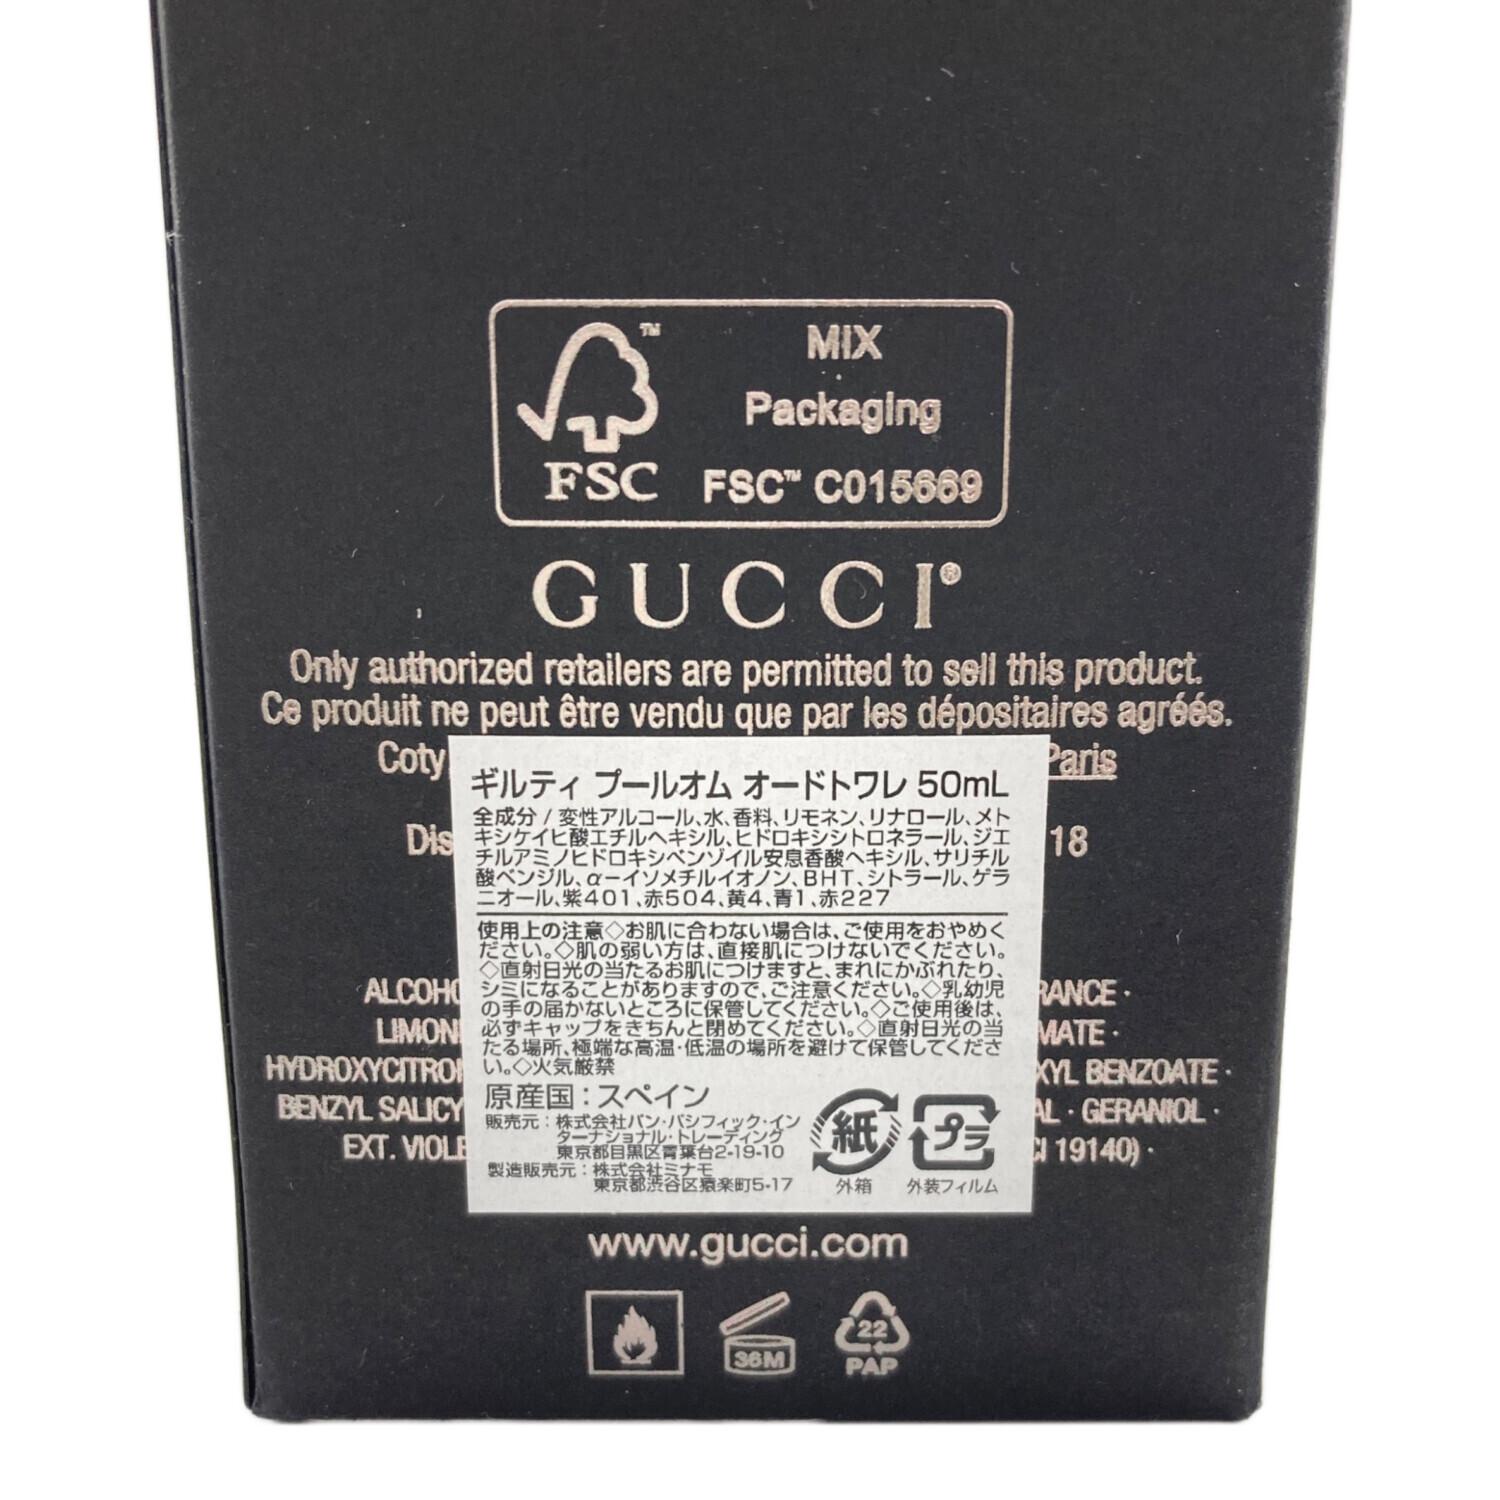 MIX
Packaging
FSC™ C015669
™
FSC
GUCCI®
Only authorized retailers are permitted to sell this product.
Ce produit ne peut être vendu que par les dépositaires agréés.
Coty Paris
ギルティ プールオム オードトワレ 50mL
全成分 / 変性アルコール、水、香料、リモネン、リナロール、メト
キシケイヒ酸エチルヘキシル、ヒドロキシシトロネラール、ジエ
チルアミノヒドロキシベンゾイル安息香酸ヘキシル、サリチル
酸ベンジル、α－イソメチルイオノン、BHT、シトラール、ゲラ
ニオール、紫401、赤504、黄4、青1、赤227
18
使用上の注意◇お肌に合わない場合は、ご使用をおやめく
ださい。◇肌の弱い方は、直接肌につけないでください。
◇直射日光の当たるお肌につけますと、まれにかぶれたり、
シミになることがありますので、ご注意ください。◇乳幼児
の手の届かないところに保管してください。◇ご使用後は、
必ずキャップをきちんと閉めてください。◇直射日光の当
たる場所、極端な高温・低温の場所を避けて保管してくださ
い。◇火気厳禁
原産国：スペイン
販売元：株式会社パン・パシフィック・イン
ターナショナル・トレーディング
東京都目黒区青葉台2-19-10
製造販売元：株式会社ミナモ
東京都渋谷区猿楽町5-17
紙
外箱
プラ
外装フィルム
BENZOATE ·
GERANIOL ·
EXT.
CI 19140) ·
www.gucci.com
36M
22
PAP